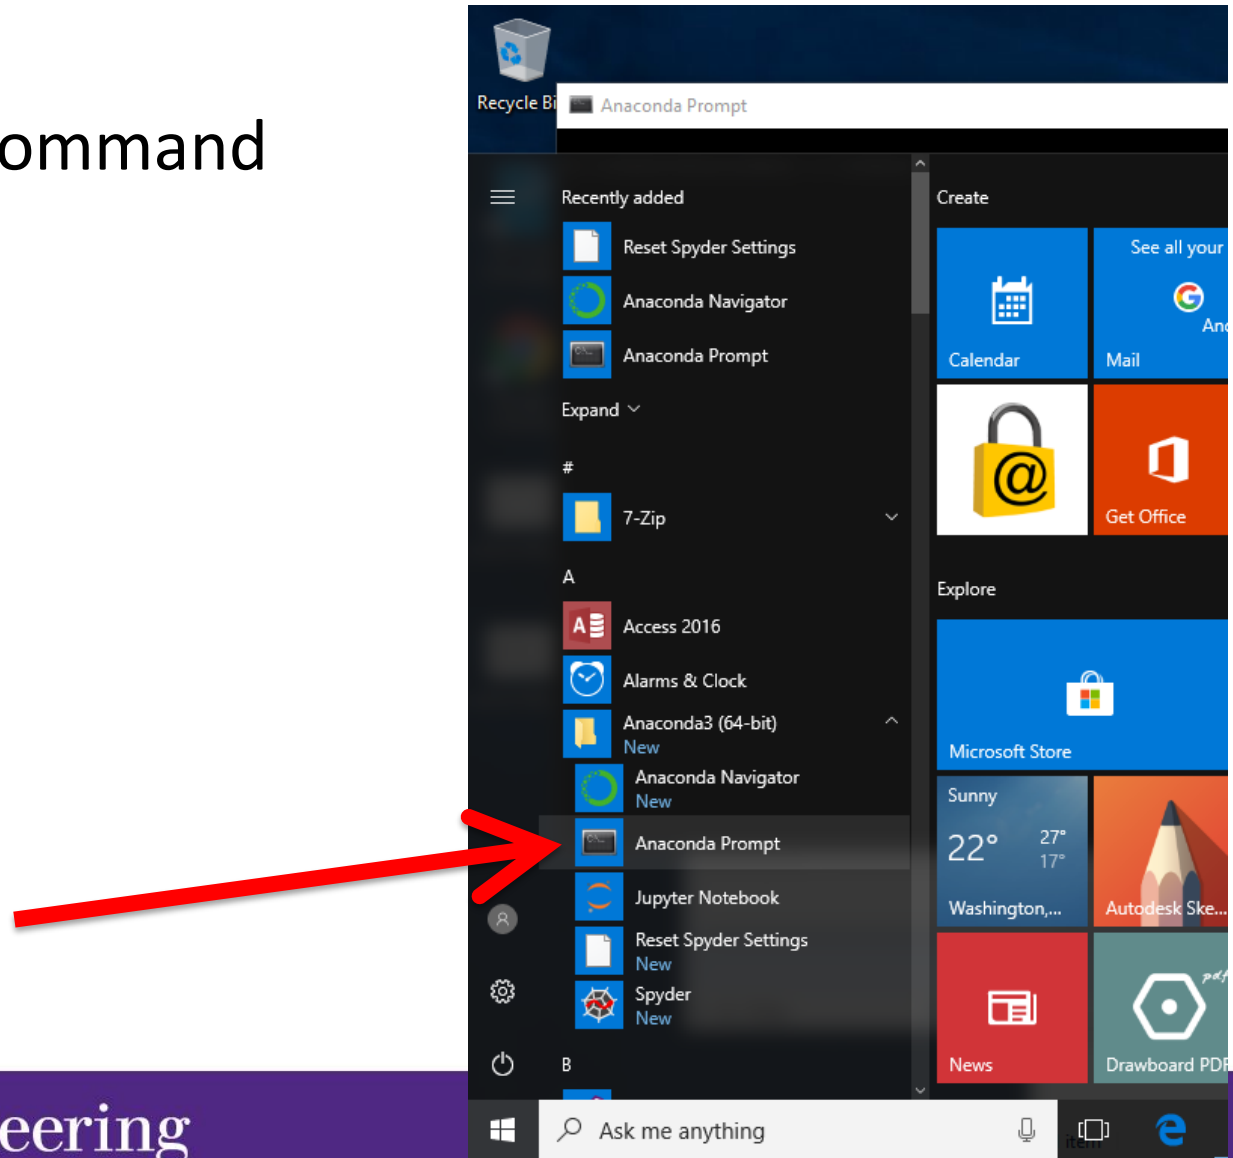 ommand
Recycle Bi
Anaconda Prompt
Recently added
Reset Spyder Settings
Anaconda Navigator
Anaconda Prompt
Expand
#
7-Zip
A
Access 2016
Alarms & Clock
Anaconda3 (64-bit)
New
Anaconda Navigator
New
Anaconda Prompt
Jupyter Notebook
Reset Spyder Settings
New
Spyder
New
B
Create
See all your
G
And
Calendar
Mail
@
Get Office
Explore
Microsoft Store
Sunny
22° 27°
17°
Washington,...
Autodesk Ske...
News
pdf
Drawboard PDF
eering
Ask me anything
item